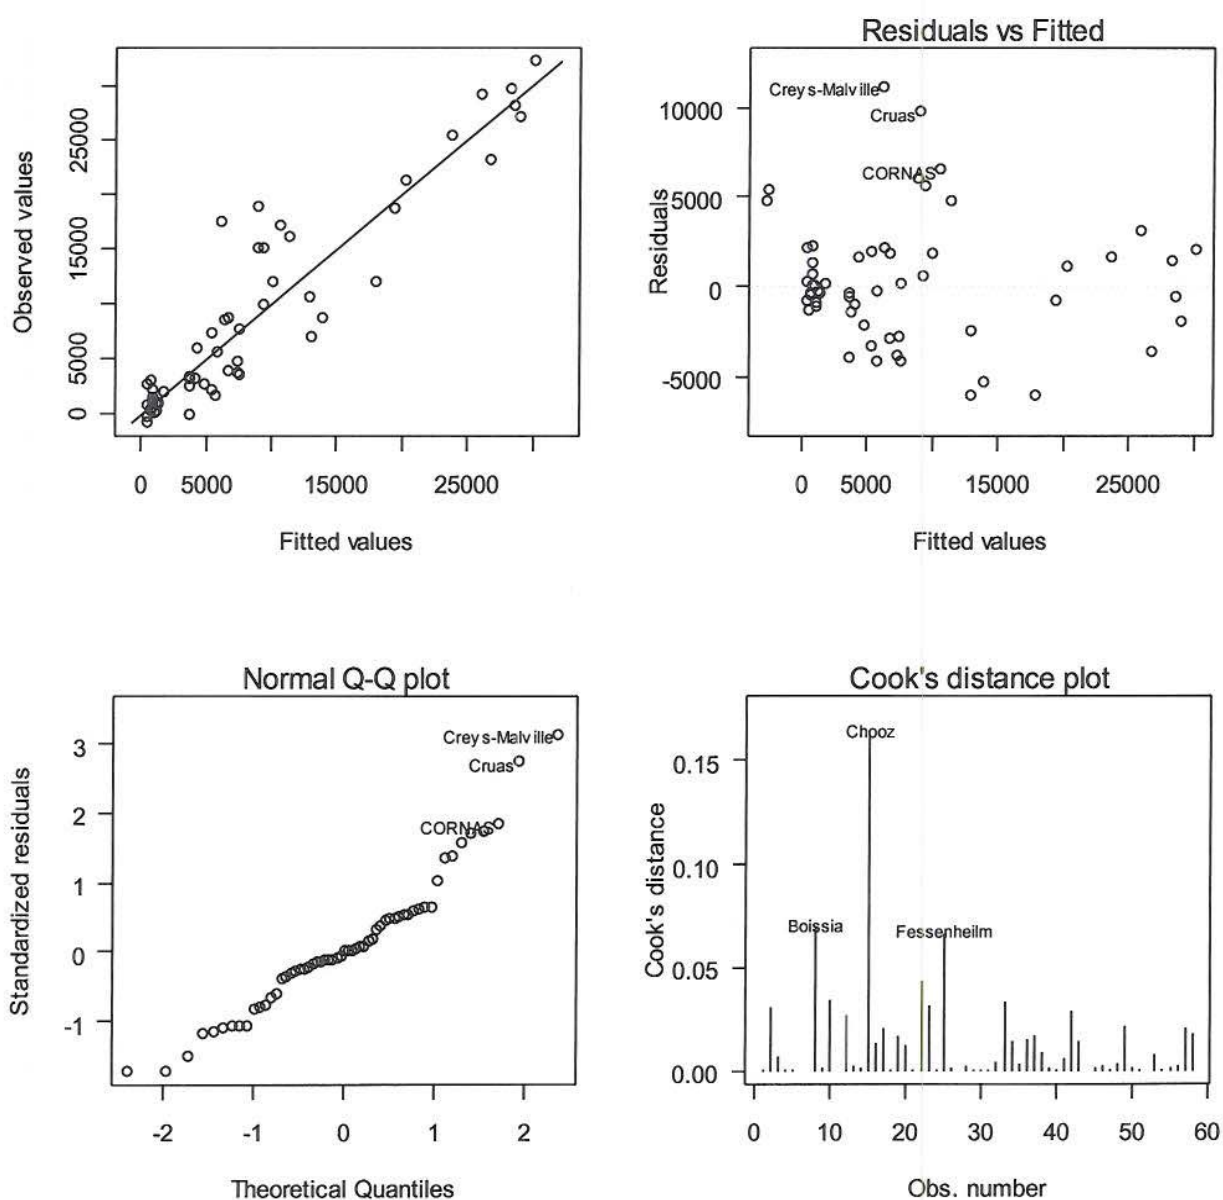 Observed values
25000
15000
5000
0
0 5000 15000 25000
Fitted values
Residuals vs Fitted
Creys-Malville
Cruas
CORNAS
Residuals
10000
5000
0
-5000
0 5000 15000 25000
Fitted values
Normal Q-Q plot
Creys-Malville
Cruas
CORNAS
Standardized residuals
3
2
1
0
-1
-2 -1 0 1 2
Theoretical Quantiles
Cook's distance plot
Chooz
Boissia
Fessenheilm
Cook's distance
0.15
0.10
0.05
0.00
0 10 20 30 40 50 60
Obs. number